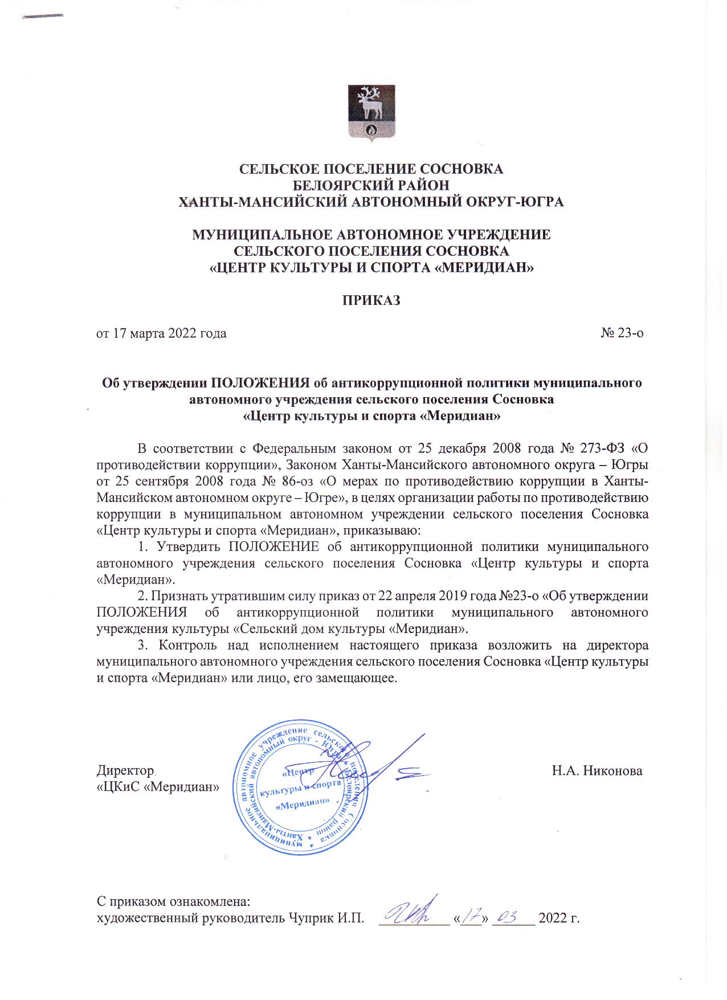 СЕЛЬСКОЕ ПОСЕЛЕНИЕ СОСНОВКА
БЕЛОЯРСКИЙ РАЙОН
ХАНТЫ-МАНСИЙСКИЙ АВТОНОМНЫЙ ОКРУГ-ЮГРА
МУНИЦИПАЛЬНОЕ АВТОНОМНОЕ УЧРЕЖДЕНИЕ
СЕЛЬСКОГО ПОСЕЛЕНИЯ СОСНОВКА
«ЦЕНТР КУЛЬТУРЫ И СПОРТА «МЕРИДИАН»
ПРИКАЗ
от 17 марта 2022 года № 23-о
Об утверждении ПОЛОЖЕНИЯ об антикоррупционной политики муниципального
автономного учреждения сельского поселения Сосновка
«Центр культуры и спорта «Меридиан»
В соответствии с Федеральным законом от 25 декабря 2008 года № 273-ФЗ «О
противодействии коррупции», Законом Ханты-Мансийского автономного округа – Югры
от 25 сентября 2008 года № 86-оз «О мерах по противодействию коррупции в Ханты-
Мансийском автономном округе – Югре», в целях организации работы по противодействию
коррупции в муниципальном автономном учреждении сельского поселения Сосновка
«Центр культуры и спорта «Меридиан», приказываю:
1. Утвердить ПОЛОЖЕНИЕ об антикоррупционной политики муниципального
автономного учреждения сельского поселения Сосновка «Центр культуры и спорта
«Меридиан».
2. Признать утратившим силу приказ от 22 апреля 2019 года №23-о «Об утверждении
ПОЛОЖЕНИЯ об антикоррупционной политики муниципального автономного
учреждения культуры «Сельский дом культуры «Меридиан».
3. Контроль над исполнением настоящего приказа возложить на директора
муниципального автономного учреждения сельского поселения Сосновка «Центр культуры
и спорта «Меридиан» или лицо, его замещающее.
Директор Н.А. Никонова
«ЦКиС «Меридиан»
* Муниципальное автономное учреждение сельского поселения Сосновка
* Ханты-Мансийский автономный округ - Югра * Белоярский район
«Центр
культуры и спорта
«Меридиан»
С приказом ознакомлена:
художественный руководитель Чуприк И.П. __________ «17» 03 2022 г.